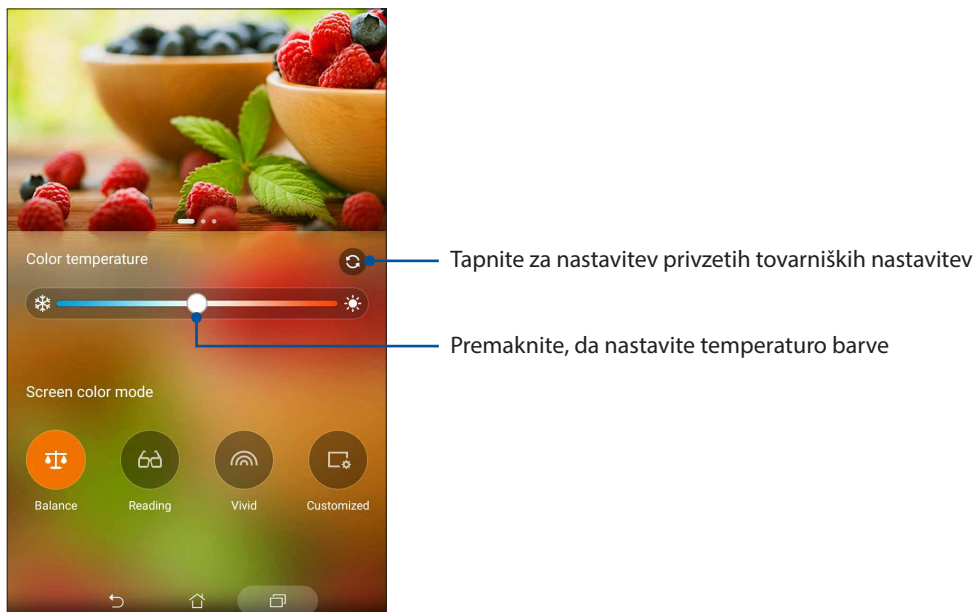 Color temperature
Tapnite za nastavitev privzetih tovarniških nastavitev
Premaknite, da nastavite temperaturo barve
Screen color mode
Balance Reading Vivid Customized